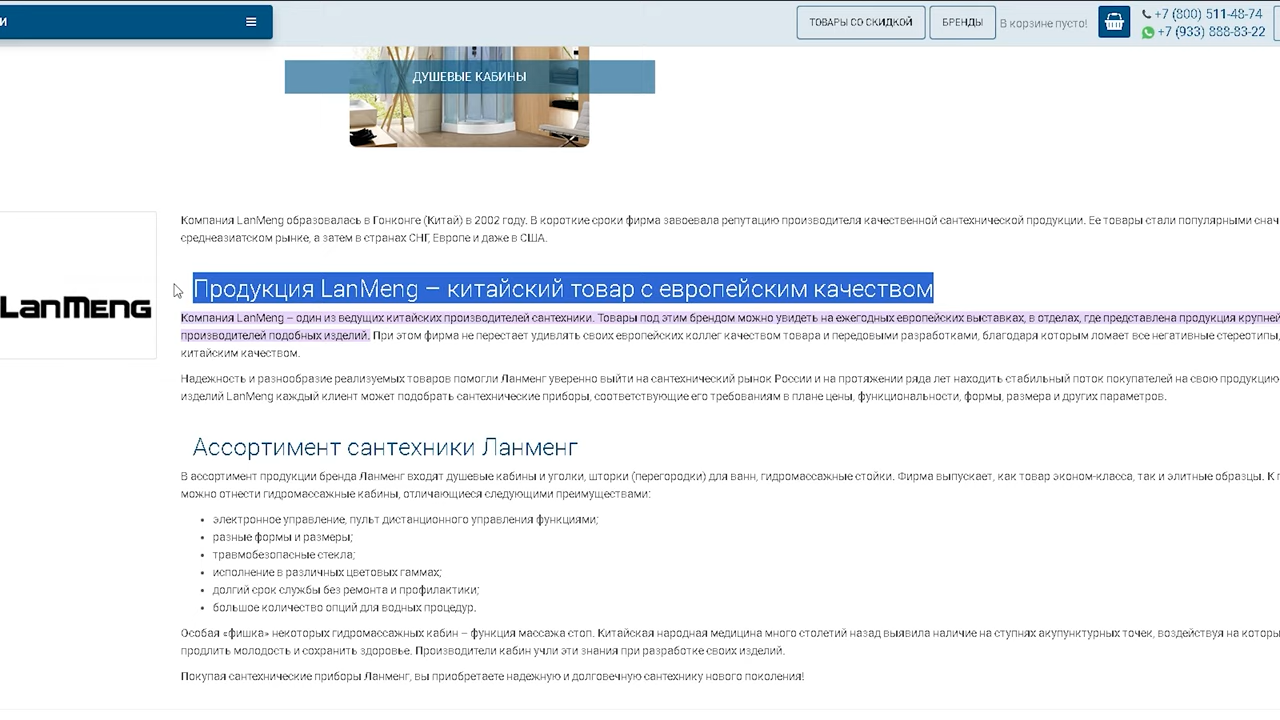 И
ТОВАРЫ СО СКИДКОЙ
БРЕНДЫ
В корзине пусто!
+7 (800) 511-48-74
+7 (933) 888-83-22
ДУШЕВЫЕ КАБИНЫ
LANMENG
Компания LanMeng образовалась в Гонконге (Китай) в 2002 году. В короткие сроки фирма завоевала репутацию производителя качественной сантехнической продукции. Ее товары стали популярными снач
среднеазиатском рынке, а затем в странах СНГ, Европе и даже в США.
Продукция LanMeng – китайский товар с европейским качеством
Компания LanMeng – один из ведущих китайских производителей сантехники. Товары под этим брендом можно увидеть на ежегодных европейских выставках, в отделах, где представлена продукция крупней
производителей подобных изделий. При этом фирма не перестает удивлять своих европейских коллег качеством товара и передовыми разработками, благодаря которым ломает все негативные стереотипы,
китайским качеством.
Надежность и разнообразие реализуемых товаров помогли Ланменг уверенно выйти на сантехнический рынок России и на протяжении ряда лет находить стабильный поток покупателей на свою продукцию
изделий LanMeng каждый клиент может подобрать сантехнические приборы, соответствующие его требованиям в плане цены, функциональности, формы, размера и других параметров.
Ассортимент сантехники Ланменг
В ассортимент продукции бренда Ланменг входят душевые кабины и уголки, шторки (перегородки) для ванн, гидромассажные стойки. Фирма выпускает, как товар эконом-класса, так и элитные образцы. К
можно отнести гидромассажные кабины, отличающиеся следующими преимуществами:
• электронное управление, пульт дистанционного управления функциями;
• разные формы и размеры;
• травмобезопасные стекла;
• исполнение в различных цветовых гаммах;
• долгий срок службы без ремонта и профилактики;
• большое количество опций для водных процедур.
Особая «фишка» некоторых гидромассажных кабин – функция массажа стоп. Китайская народная медицина много столетий назад выявила наличие на ступнях акупунктурных точек, воздействуя на которы
продлить молодость и сохранить здоровье. Производители кабин учли эти знания при разработке своих изделий.
Покупая сантехнические приборы Ланменг, вы приобретаете надежную и долговечную сантехнику нового поколения!